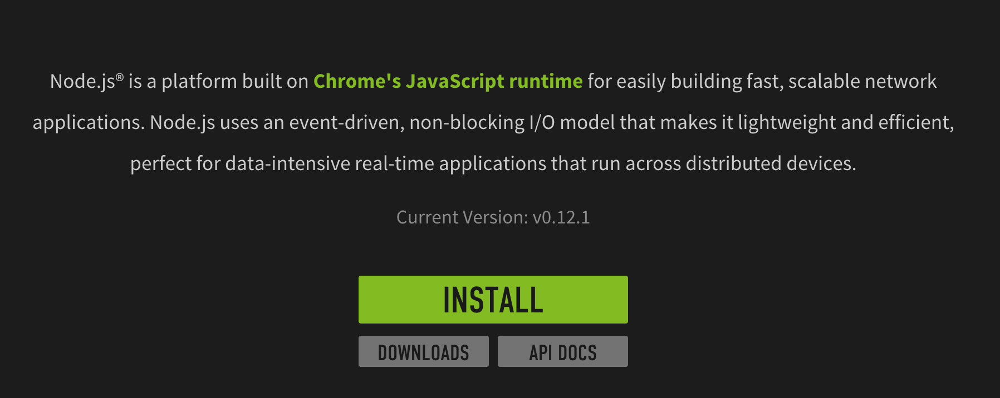 Node.js® is a platform built on Chrome's JavaScript runtime for easily building fast, scalable network
applications. Node.js uses an event-driven, non-blocking I/O model that makes it lightweight and efficient,
perfect for data-intensive real-time applications that run across distributed devices.
Current Version: v0.12.1
INSTALL
DOWNLOADS
API DOCS